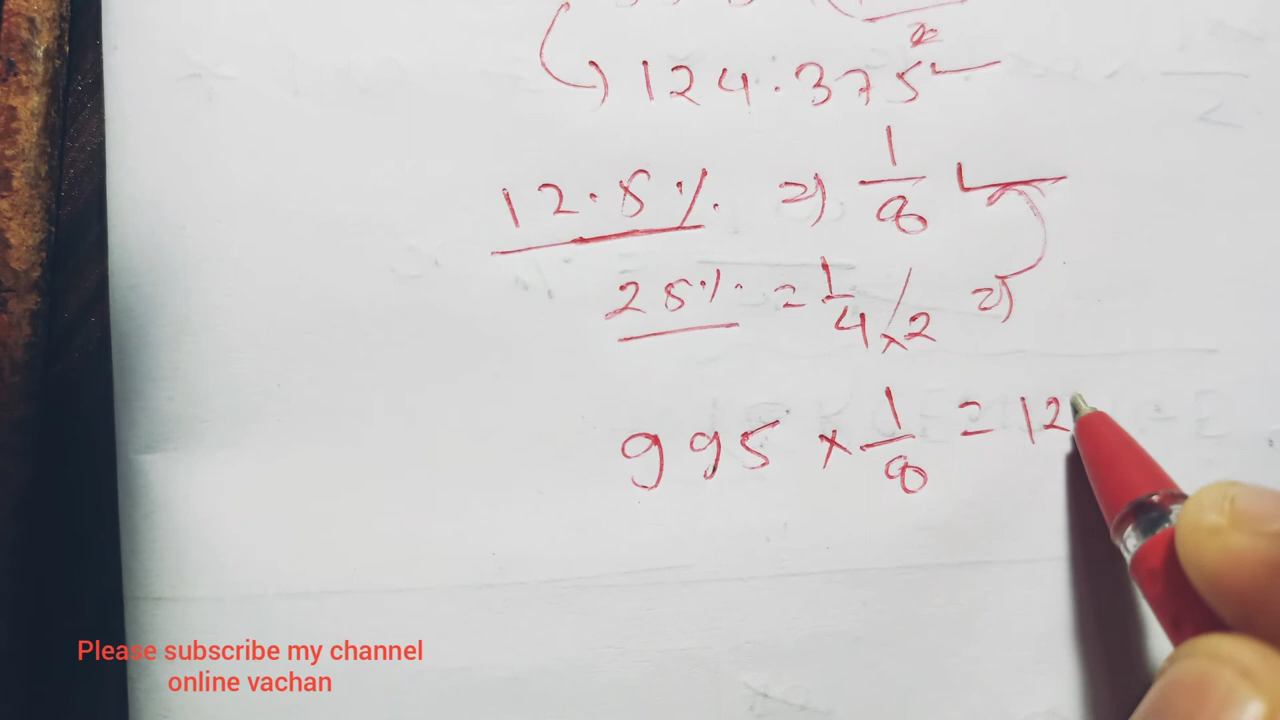 =) 124.375
12.5% =) 1/8
25% = 1/4 / x2 =)
995 x 1/8 = 12
Please subscribe my channel
online vachan